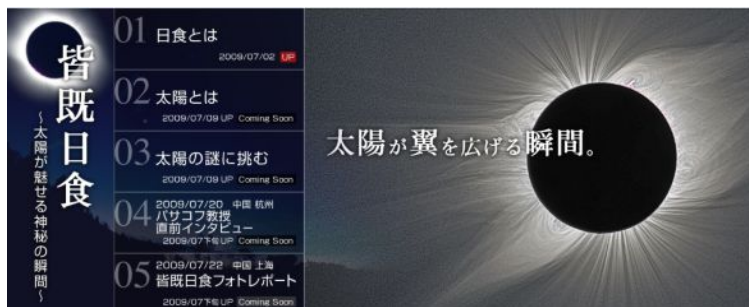 皆既日食
～太陽が魅せる神秘の瞬間～
01 日食とは
2009/07/02 UP
02 太陽とは
2009/07/09 UP Coming Soon
03 太陽の謎に挑む
2009/07/09 UP Coming Soon
04 2009/07/20 中国 杭州
パサコフ教授
直前インタビュー
2009/07下旬 UP Coming Soon
05 2009/07/22 中国 上海
皆既日食フォトレポート
2009/07下旬 UP Coming Soon
太陽が翼を広げる瞬間。